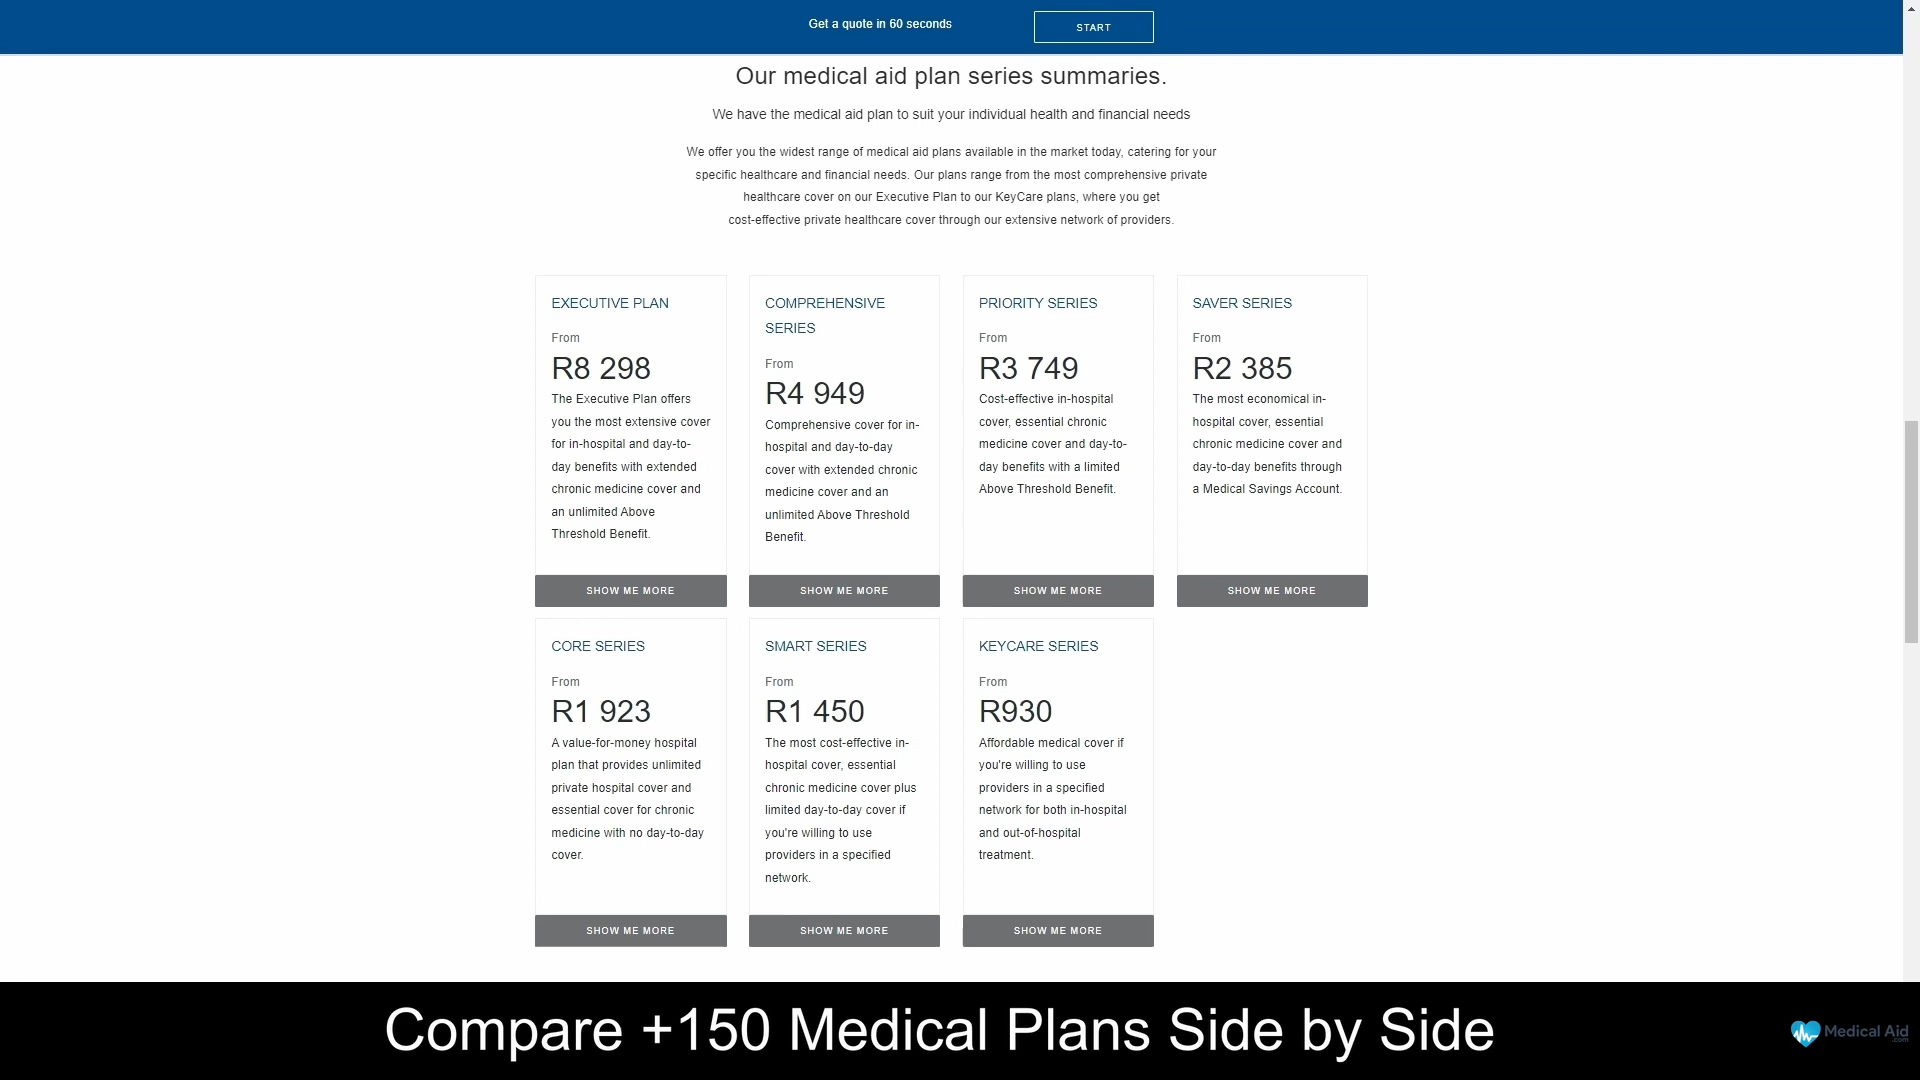 Get a quote in 60 seconds
START
Our medical aid plan series summaries.
We have the medical aid plan to suit your individual health and financial needs
We offer you the widest range of medical aid plans available in the market today, catering for your
specific healthcare and financial needs. Our plans range from the most comprehensive private
healthcare cover on our Executive Plan to our KeyCare plans, where you get
cost-effective private healthcare cover through our extensive network of providers.
EXECUTIVE PLAN
From
R8 298
The Executive Plan offers
you the most extensive cover
for in-hospital and day-to-
day benefits with extended
chronic medicine cover and
an unlimited Above
Threshold Benefit.
SHOW ME MORE
COMPREHENSIVE
SERIES
From
R4 949
Comprehensive cover for in-
hospital and day-to-day
cover with extended chronic
medicine cover and an
unlimited Above Threshold
Benefit.
SHOW ME MORE
PRIORITY SERIES
From
R3 749
Cost-effective in-hospital
cover, essential chronic
medicine cover and day-to-
day benefits with a limited
Above Threshold Benefit.
SHOW ME MORE
SAVER SERIES
From
R2 385
The most economical in-
hospital cover, essential
chronic medicine cover and
day-to-day benefits through
a Medical Savings Account.
SHOW ME MORE
CORE SERIES
From
R1 923
A value-for-money hospital
plan that provides unlimited
private hospital cover and
essential cover for chronic
medicine with no day-to-day
cover.
SHOW ME MORE
SMART SERIES
From
R1 450
The most cost-effective in-
hospital cover, essential
chronic medicine cover plus
limited day-to-day cover if
you're willing to use
providers in a specified
network.
SHOW ME MORE
KEYCARE SERIES
From
R930
Affordable medical cover if
you're willing to use
providers in a specified
network for both in-hospital
and out-of-hospital
treatment.
SHOW ME MORE
Compare +150 Medical Plans Side by Side
Medical Aid
.com